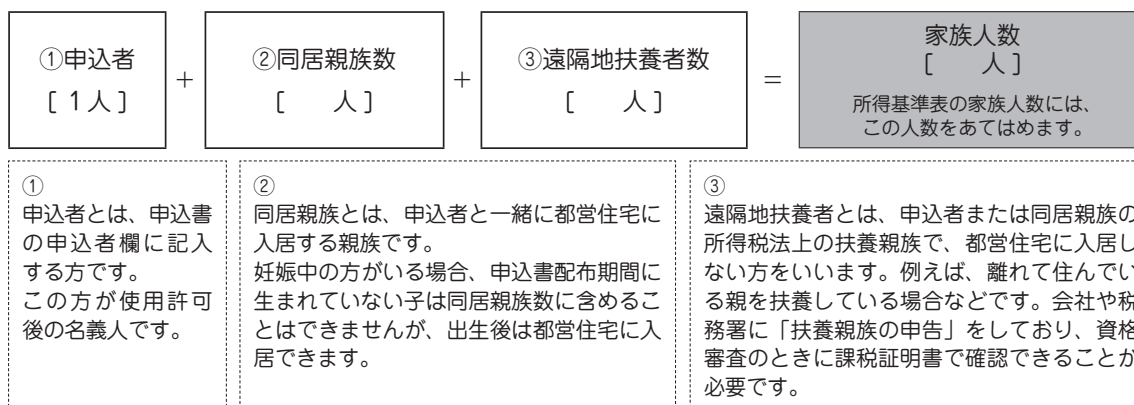 ①申込者
[ 1人 ]
+
②同居親族数
[ 人 ]
+
③遠隔地扶養者数
[ 人 ]
=
家族人数
[ 人 ]
所得基準表の家族人数には、
この人数をあてはめます。
①
申込者とは、申込書
の申込者欄に記入
する方です。
この方が使用許可
後の名義人です。
②
同居親族とは、申込者と一緒に都営住宅に
入居する親族です。
妊娠中の方がいる場合、申込書配布期間に
生まれていない子は同居親族数に含めるこ
とはできませんが、出生後は都営住宅に入
居できます。
③
遠隔地扶養者とは、申込者または同居親族の
所得税法上の扶養親族で、都営住宅に入居し
ない方をいいます。例えば、離れて住んでい
る親を扶養している場合などです。会社や税
務署に「扶養親族の申告」をしており、資格
審査のときに課税証明書で確認できることが
必要です。